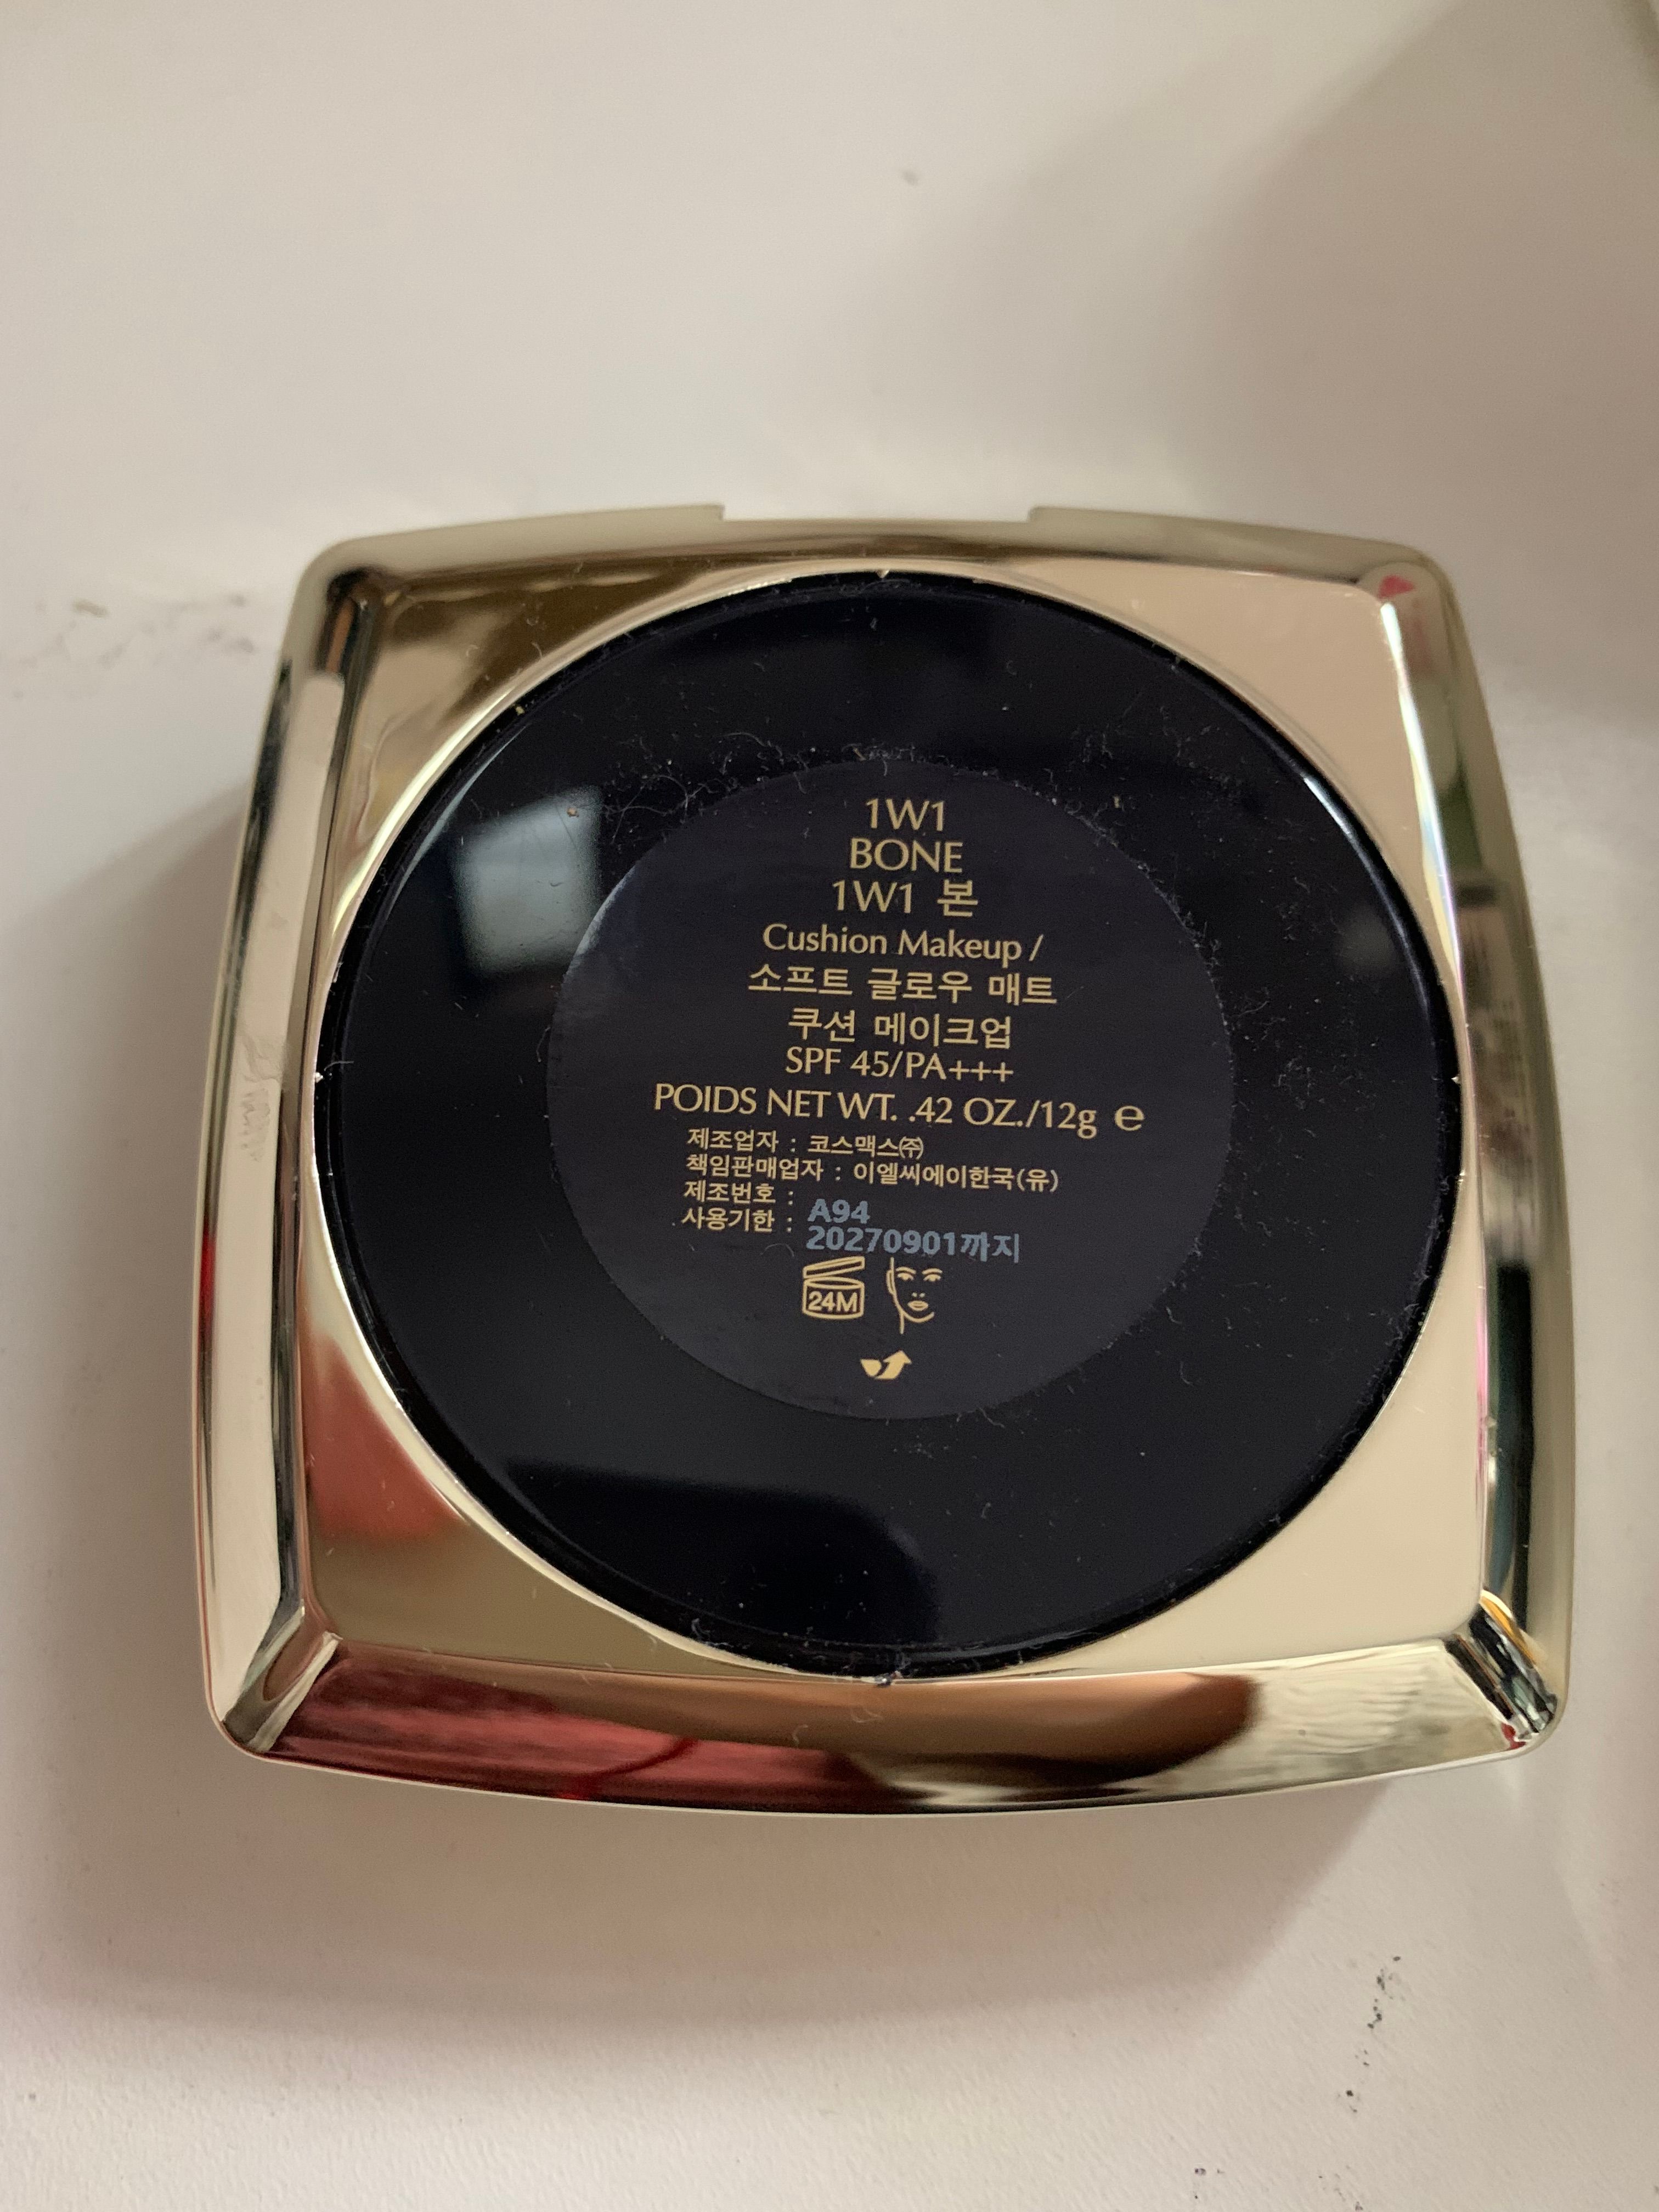 1W1
BONE
1W1 본
Cushion Makeup /
소프트 글로우 매트
쿠션 메이크업
SPF 45/PA+++
POIDS NET WT. .42 OZ./12g ℮
제조업자 : 코스맥스㈜
책임판매업자 : 이엘씨에이한국(유)
제조번호 : A94
사용기한 : 20270901까지
24M